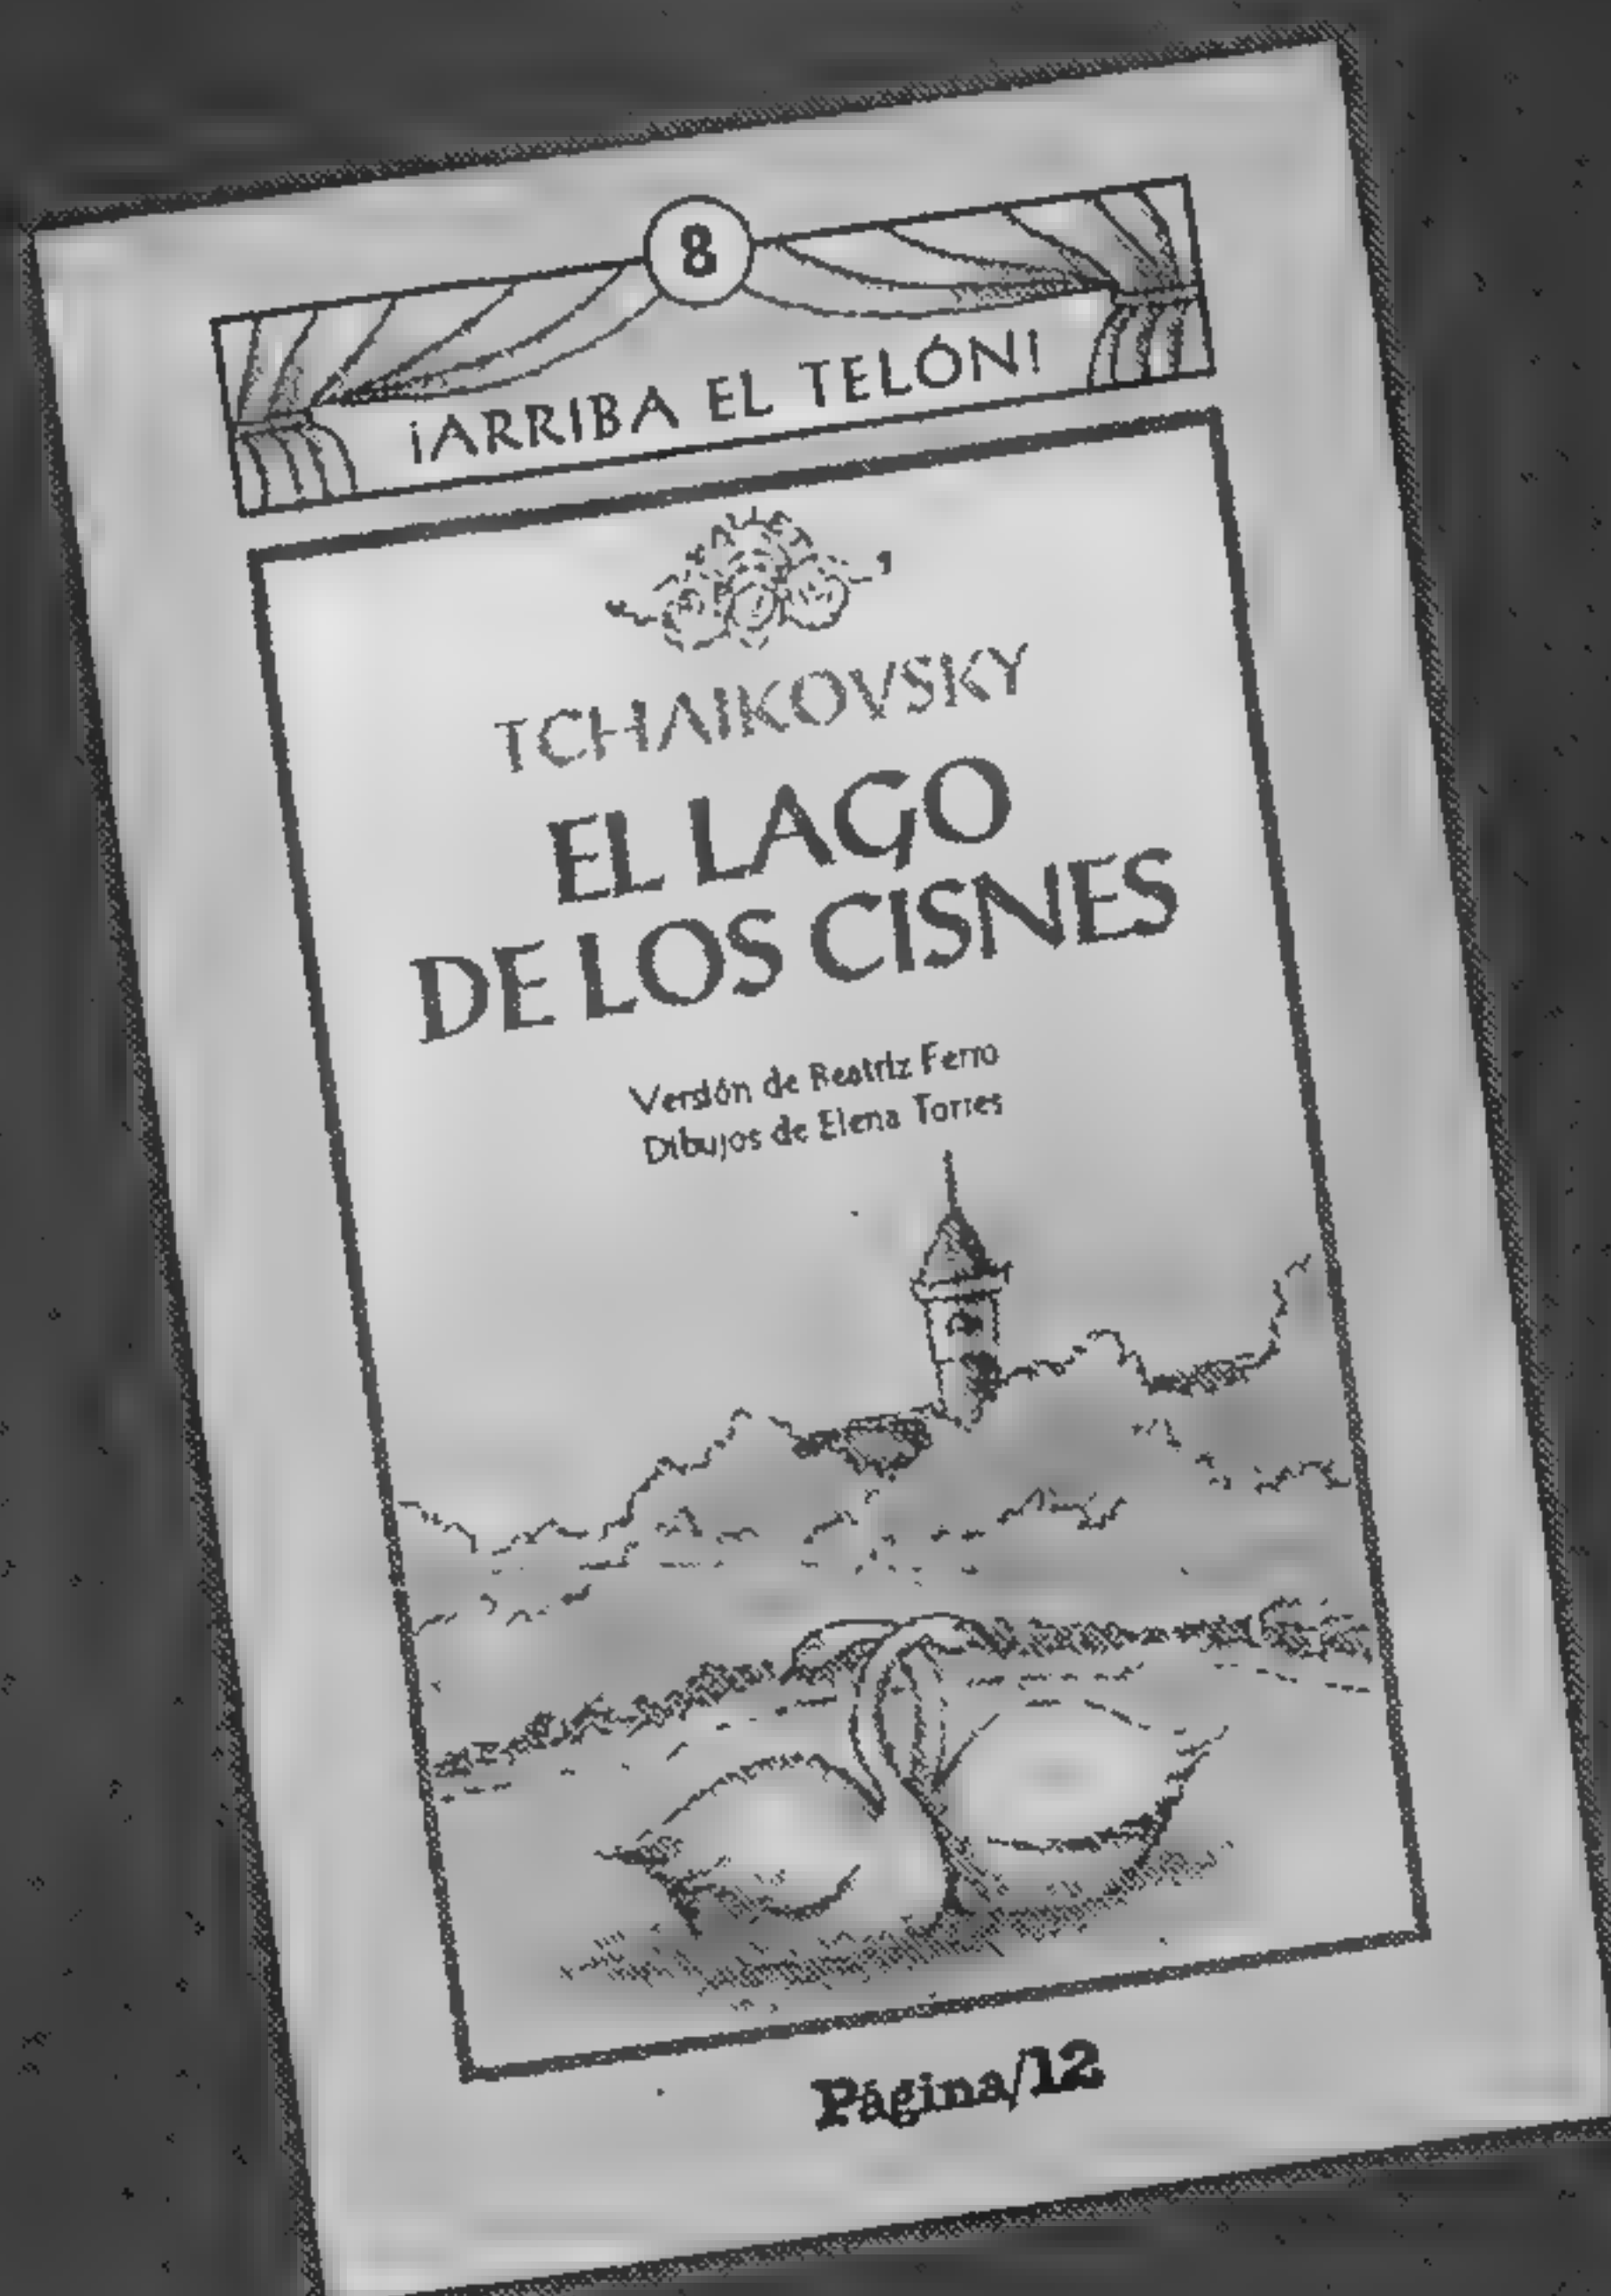 8
¡ARRIBA EL TELÓN!
TCHAIKOVSKY
EL LAGO
DE LOS CISNES
Versión de Beatriz Ferro
Dibujos de Elena Torres
Página/12